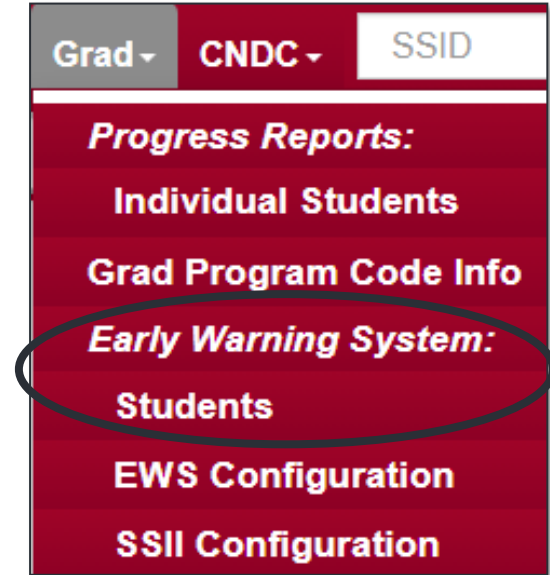 Grad CNDC SSID
Progress Reports:
Individual Students
Grad Program Code Info
Early Warning System:
Students
EWS Configuration
SSII Configuration